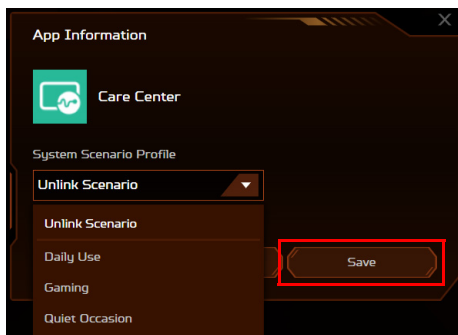 App Information
Care Center
System Scenario Profile
Unlink Scenario
Unlink Scenario
Daily Use
Save
Gaming
Quiet Occasion